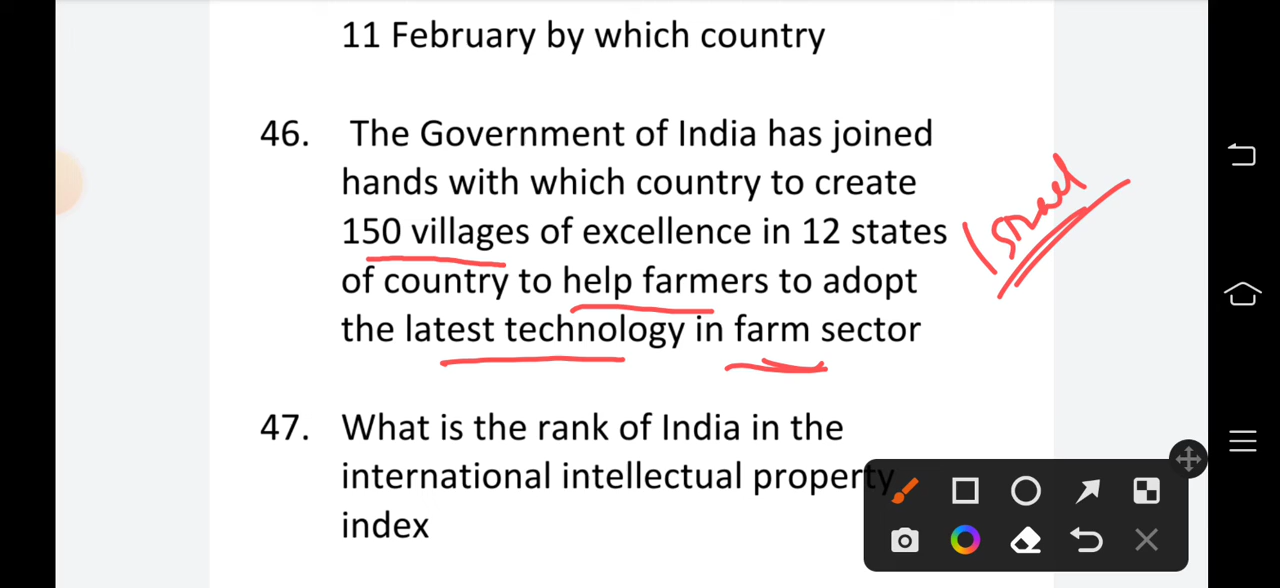 11 February by which country
46. The Government of India has joined
hands with which country to create
150 villages of excellence in 12 states
of country to help farmers to adopt
the latest technology in farm sector
Israel
47. What is the rank of India in the
international intellectual property
index